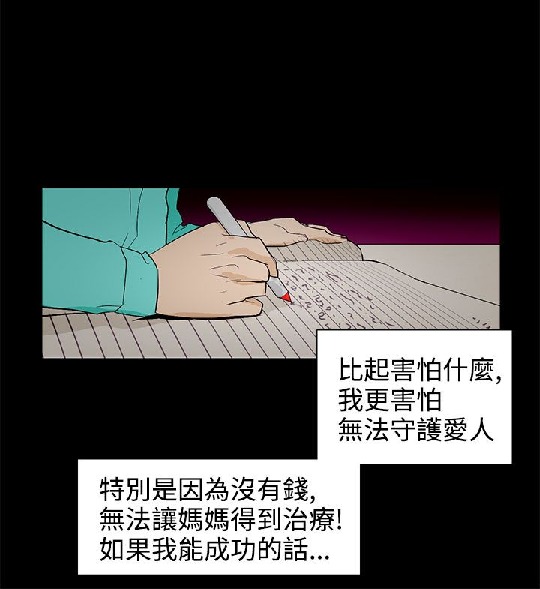 比起害怕什麼,
我更害怕
無法守護愛人
特別是因為沒有錢,
無法讓媽媽得到治療!
如果我能成功的話...